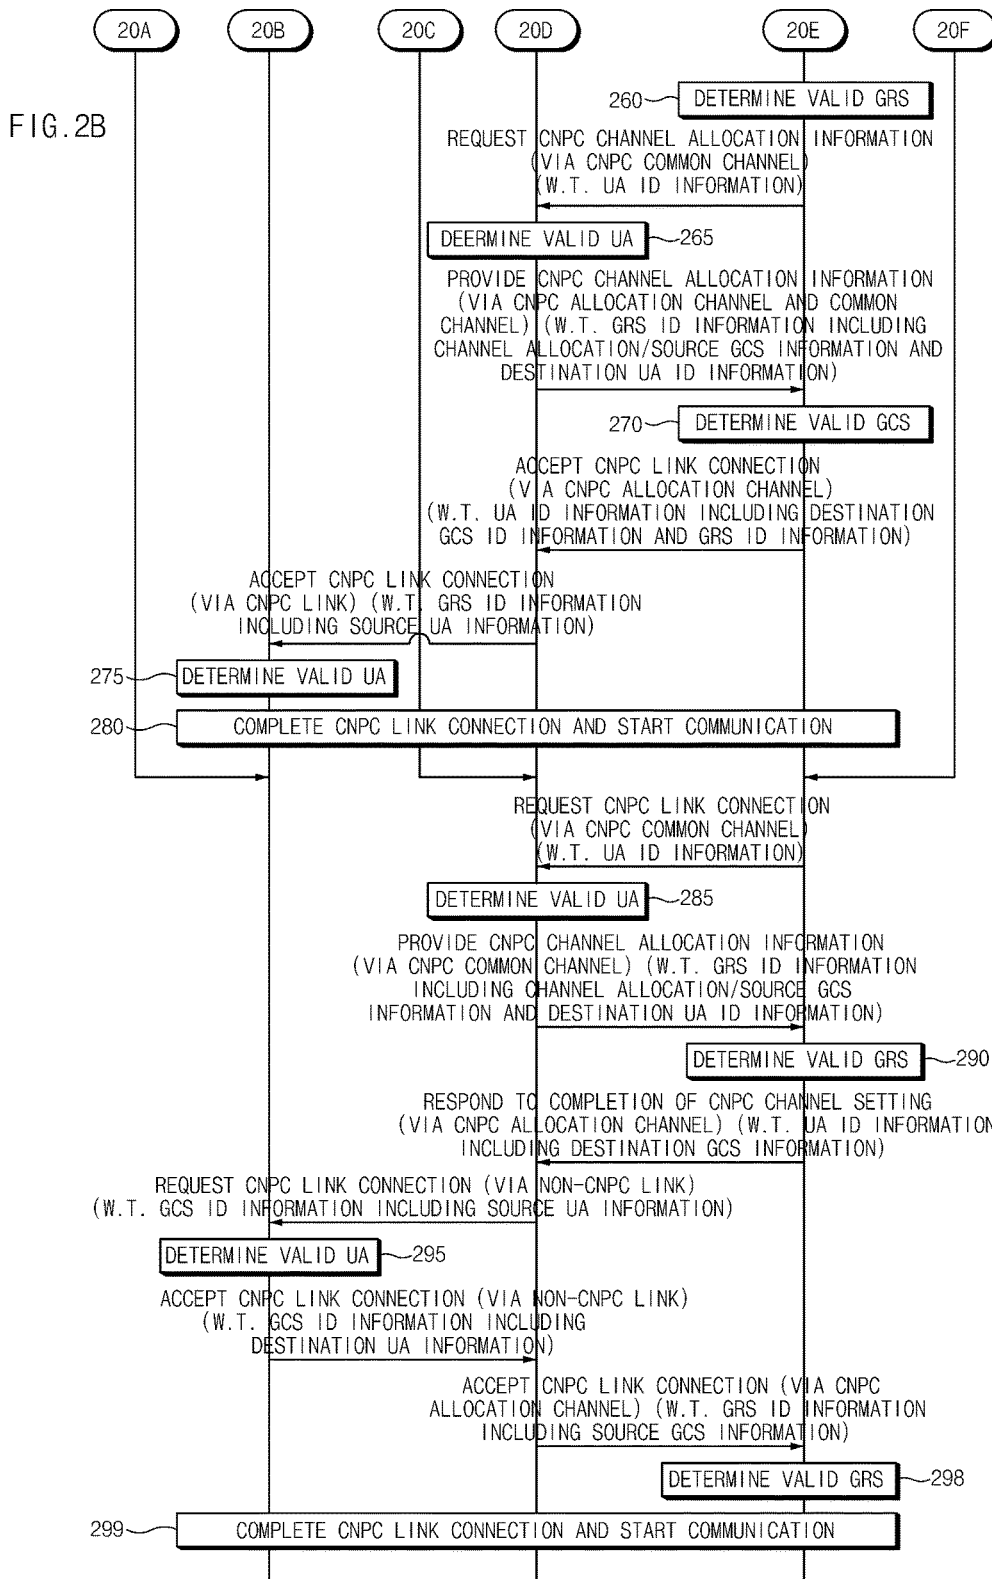 20A 20B 20C 20D 20E 20F
FIG.2B
260 DETERMINE VALID GRS
REQUEST CNPC CHANNEL ALLOCATION INFORMATION
(VIA CNPC COMMON CHANNEL)
(W.T. UA ID INFORMATION)
DEERMINE VALID UA 265
PROVIDE CNPC CHANNEL ALLOCATION INFORMATION
(VIA CNPC ALLOCATION CHANNEL AND COMMON
CHANNEL) (W.T. GRS ID INFORMATION INCLUDING
CHANNEL ALLOCATION/SOURCE GCS INFORMATION AND
DESTINATION UA ID INFORMATION)
270 DETERMINE VALID GCS
ACCEPT CNPC LINK CONNECTION
(VIA CNPC ALLOCATION CHANNEL)
(W.T. UA ID INFORMATION INCLUDING DESTINATION
GCS ID INFORMATION AND GRS ID INFORMATION)
ACCEPT CNPC LINK CONNECTION
(VIA CNPC LINK) (W.T. GRS ID INFORMATION
INCLUDING SOURCE UA INFORMATION)
275 DETERMINE VALID UA
280 COMPLETE CNPC LINK CONNECTION AND START COMMUNICATION
REQUEST CNPC LINK CONNECTION
(VIA CNPC COMMON CHANNEL)
(W.T. UA ID INFORMATION)
DETERMINE VALID UA 285
PROVIDE CNPC CHANNEL ALLOCATION INFORMATION
(VIA CNPC COMMON CHANNEL) (W.T. GRS ID INFORMATION
INCLUDING CHANNEL ALLOCATION/SOURCE GCS
INFORMATION AND DESTINATION UA ID INFORMATION)
DETERMINE VALID GRS 290
RESPOND TO COMPLETION OF CNPC CHANNEL SETTING
(VIA CNPC ALLOCATION CHANNEL) (W.T. UA ID INFORMATION
INCLUDING DESTINATION GCS INFORMATION)
REQUEST CNPC LINK CONNECTION (VIA NON-CNPC LINK)
(W.T. GCS ID INFORMATION INCLUDING SOURCE UA INFORMATION)
DETERMINE VALID UA 295
ACCEPT CNPC LINK CONNECTION (VIA NON-CNPC LINK)
(W.T. GCS ID INFORMATION INCLUDING
DESTINATION UA INFORMATION)
ACCEPT CNPC LINK CONNECTION (VIA CNPC
ALLOCATION CHANNEL) (W.T. GRS ID INFORMATION
INCLUDING SOURCE GCS INFORMATION)
DETERMINE VALID GRS 298
299 COMPLETE CNPC LINK CONNECTION AND START COMMUNICATION